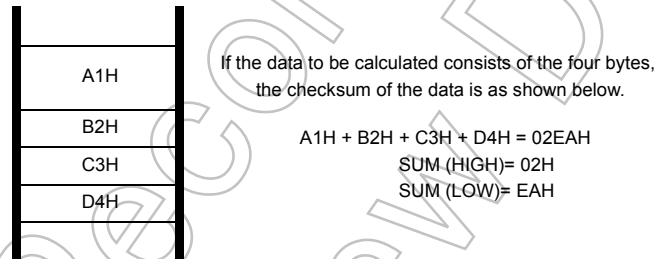 A1H
B2H
C3H
D4H
If the data to be calculated consists of the four bytes,
the checksum of the data is as shown below.
A1H + B2H + C3H + D4H = 02EAH
SUM (HIGH)= 02H
SUM (LOW)= EAH